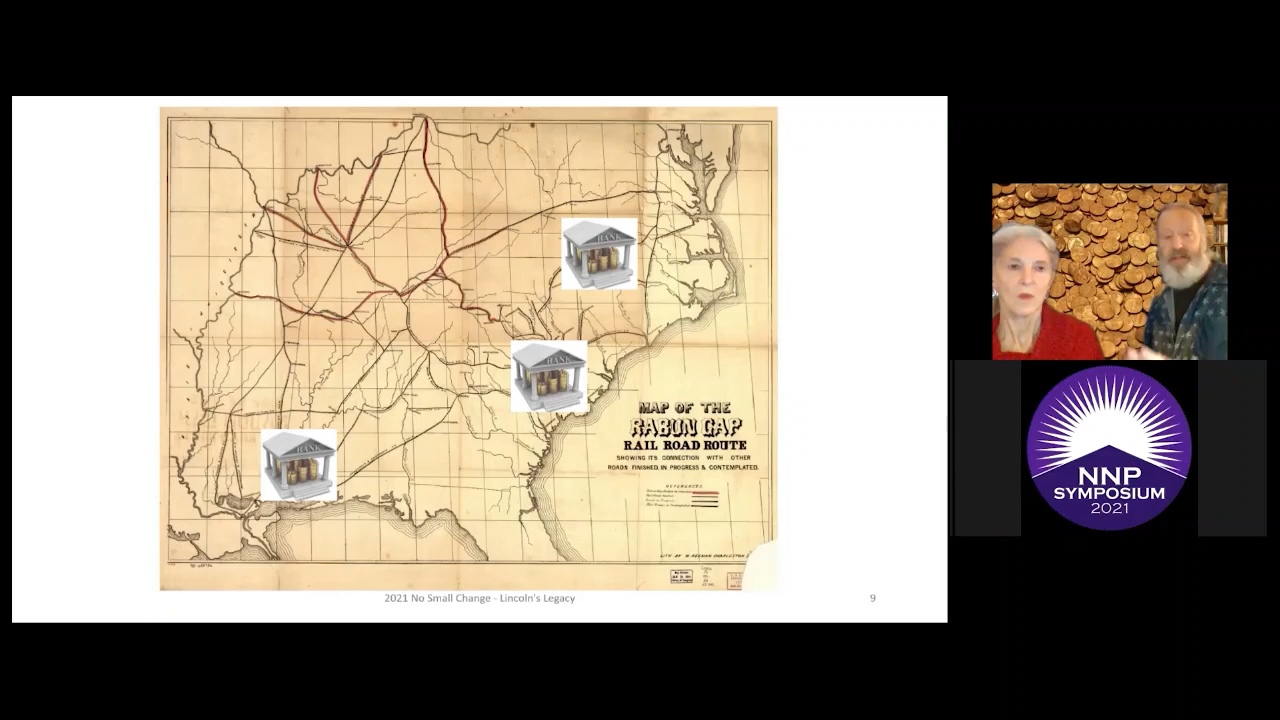 BANK
BANK
BANK
MAP OF THE
RABUN GAP
RAIL ROAD ROUTE
SHOWING ITS CONNECTION WITH OTHER
ROADS FINISHED, IN PROGRESS & CONTEMPLATED.
REFERENCES
2021 No Small Change - Lincoln's Legacy
9
NNP
SYMPOSIUM
2021